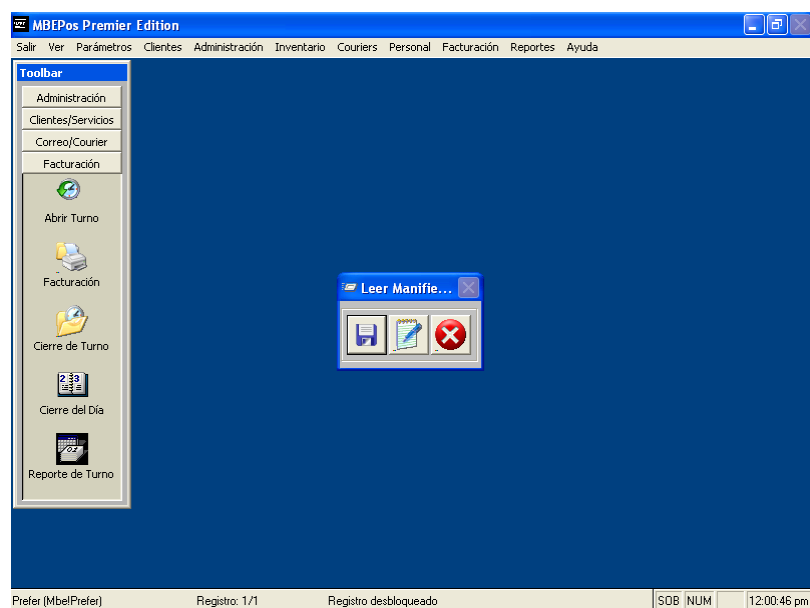 MBEPos Premier Edition
Salir Ver Parámetros Clientes Administración Inventario Couriers Personal Facturación Reportes Ayuda
Toolbar
Administración
Clientes/Servicios
Correo/Courier
Facturación
Abrir Turno
Facturación
Cierre de Turno
2 3
Cierre del Día
Reporte de Turno
Leer Manifie...
Prefer (Mbe!Prefer) Registro: 1/1 Registro desbloqueado SOB NUM 12:00:46 pm